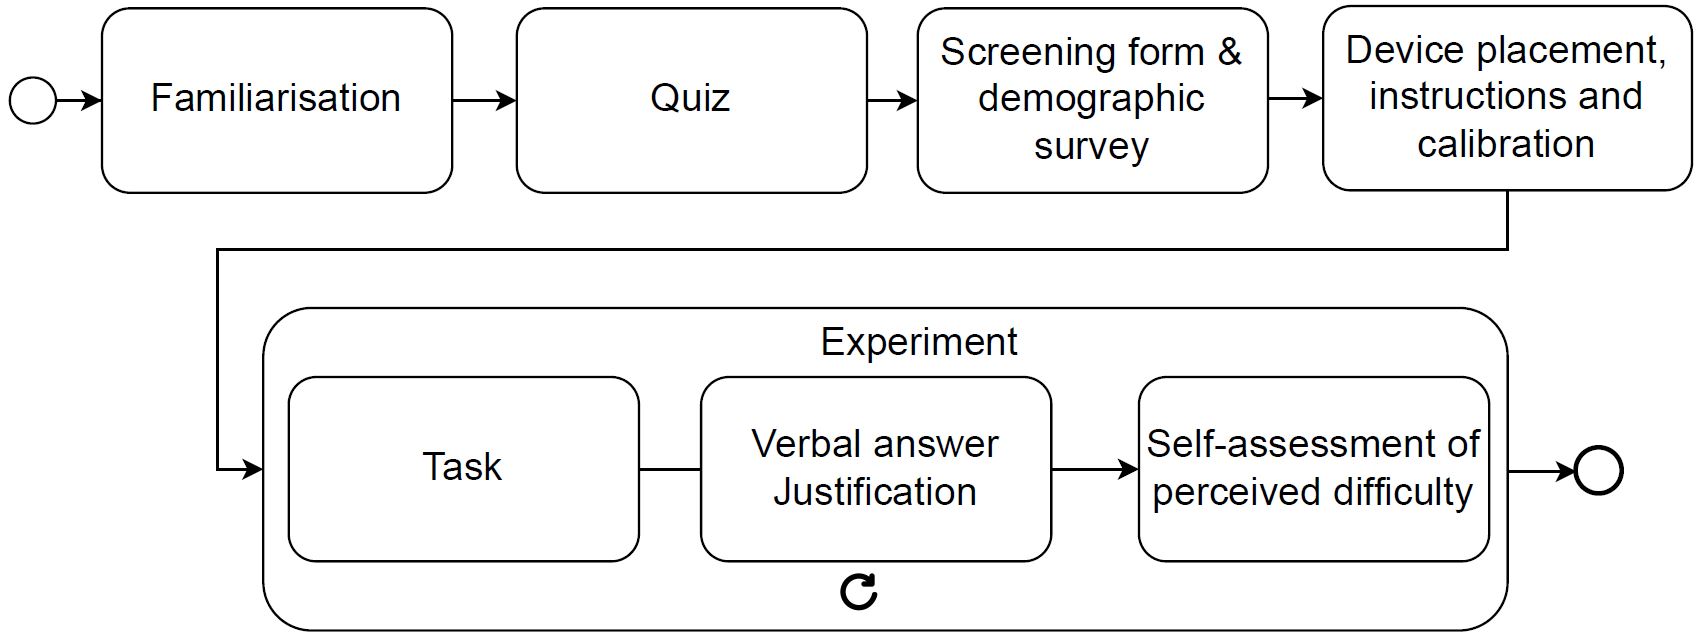 Familiarisation
Quiz
Screening form &
demographic
survey
Device placement,
instructions and
calibration
Experiment
Task
Verbal answer
Justification
Self-assessment of
perceived difficulty